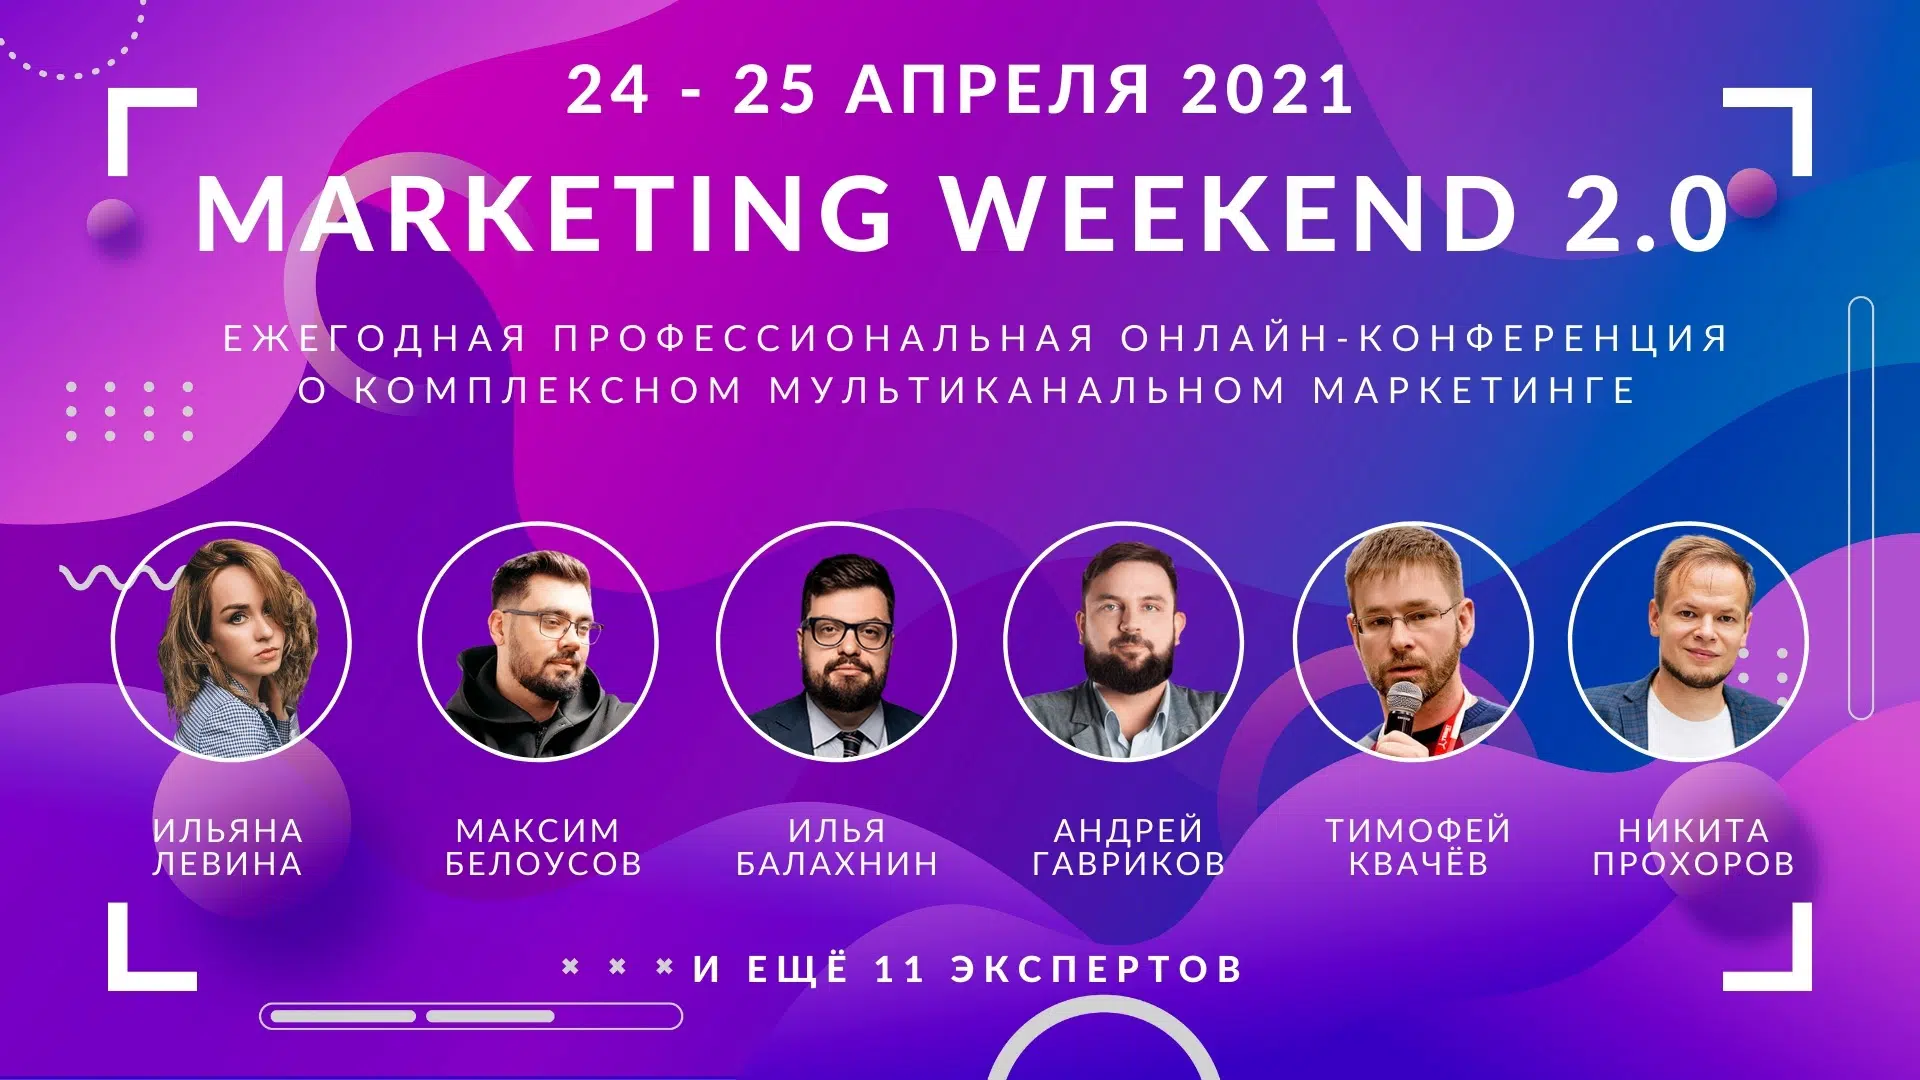 24 - 25 АПРЕЛЯ 2021
MARKETING WEEKEND 2.0
ЕЖЕГОДНАЯ ПРОФЕССИОНАЛЬНАЯ ОНЛАЙН-КОНФЕРЕНЦИЯ
О КОМПЛЕКСНОМ МУЛЬТИКАНАЛЬНОМ МАРКЕТИНГЕ
ИЛЬЯНА
ЛЕВИНА
МАКСИМ
БЕЛОУСОВ
ИЛЬЯ
БАЛАХНИН
АНДРЕЙ
ГАВРИКОВ
ТИМОФЕЙ
КВАЧЁВ
НИКИТА
ПРОХОРОВ
И ЕЩЁ 11 ЭКСПЕРТОВ